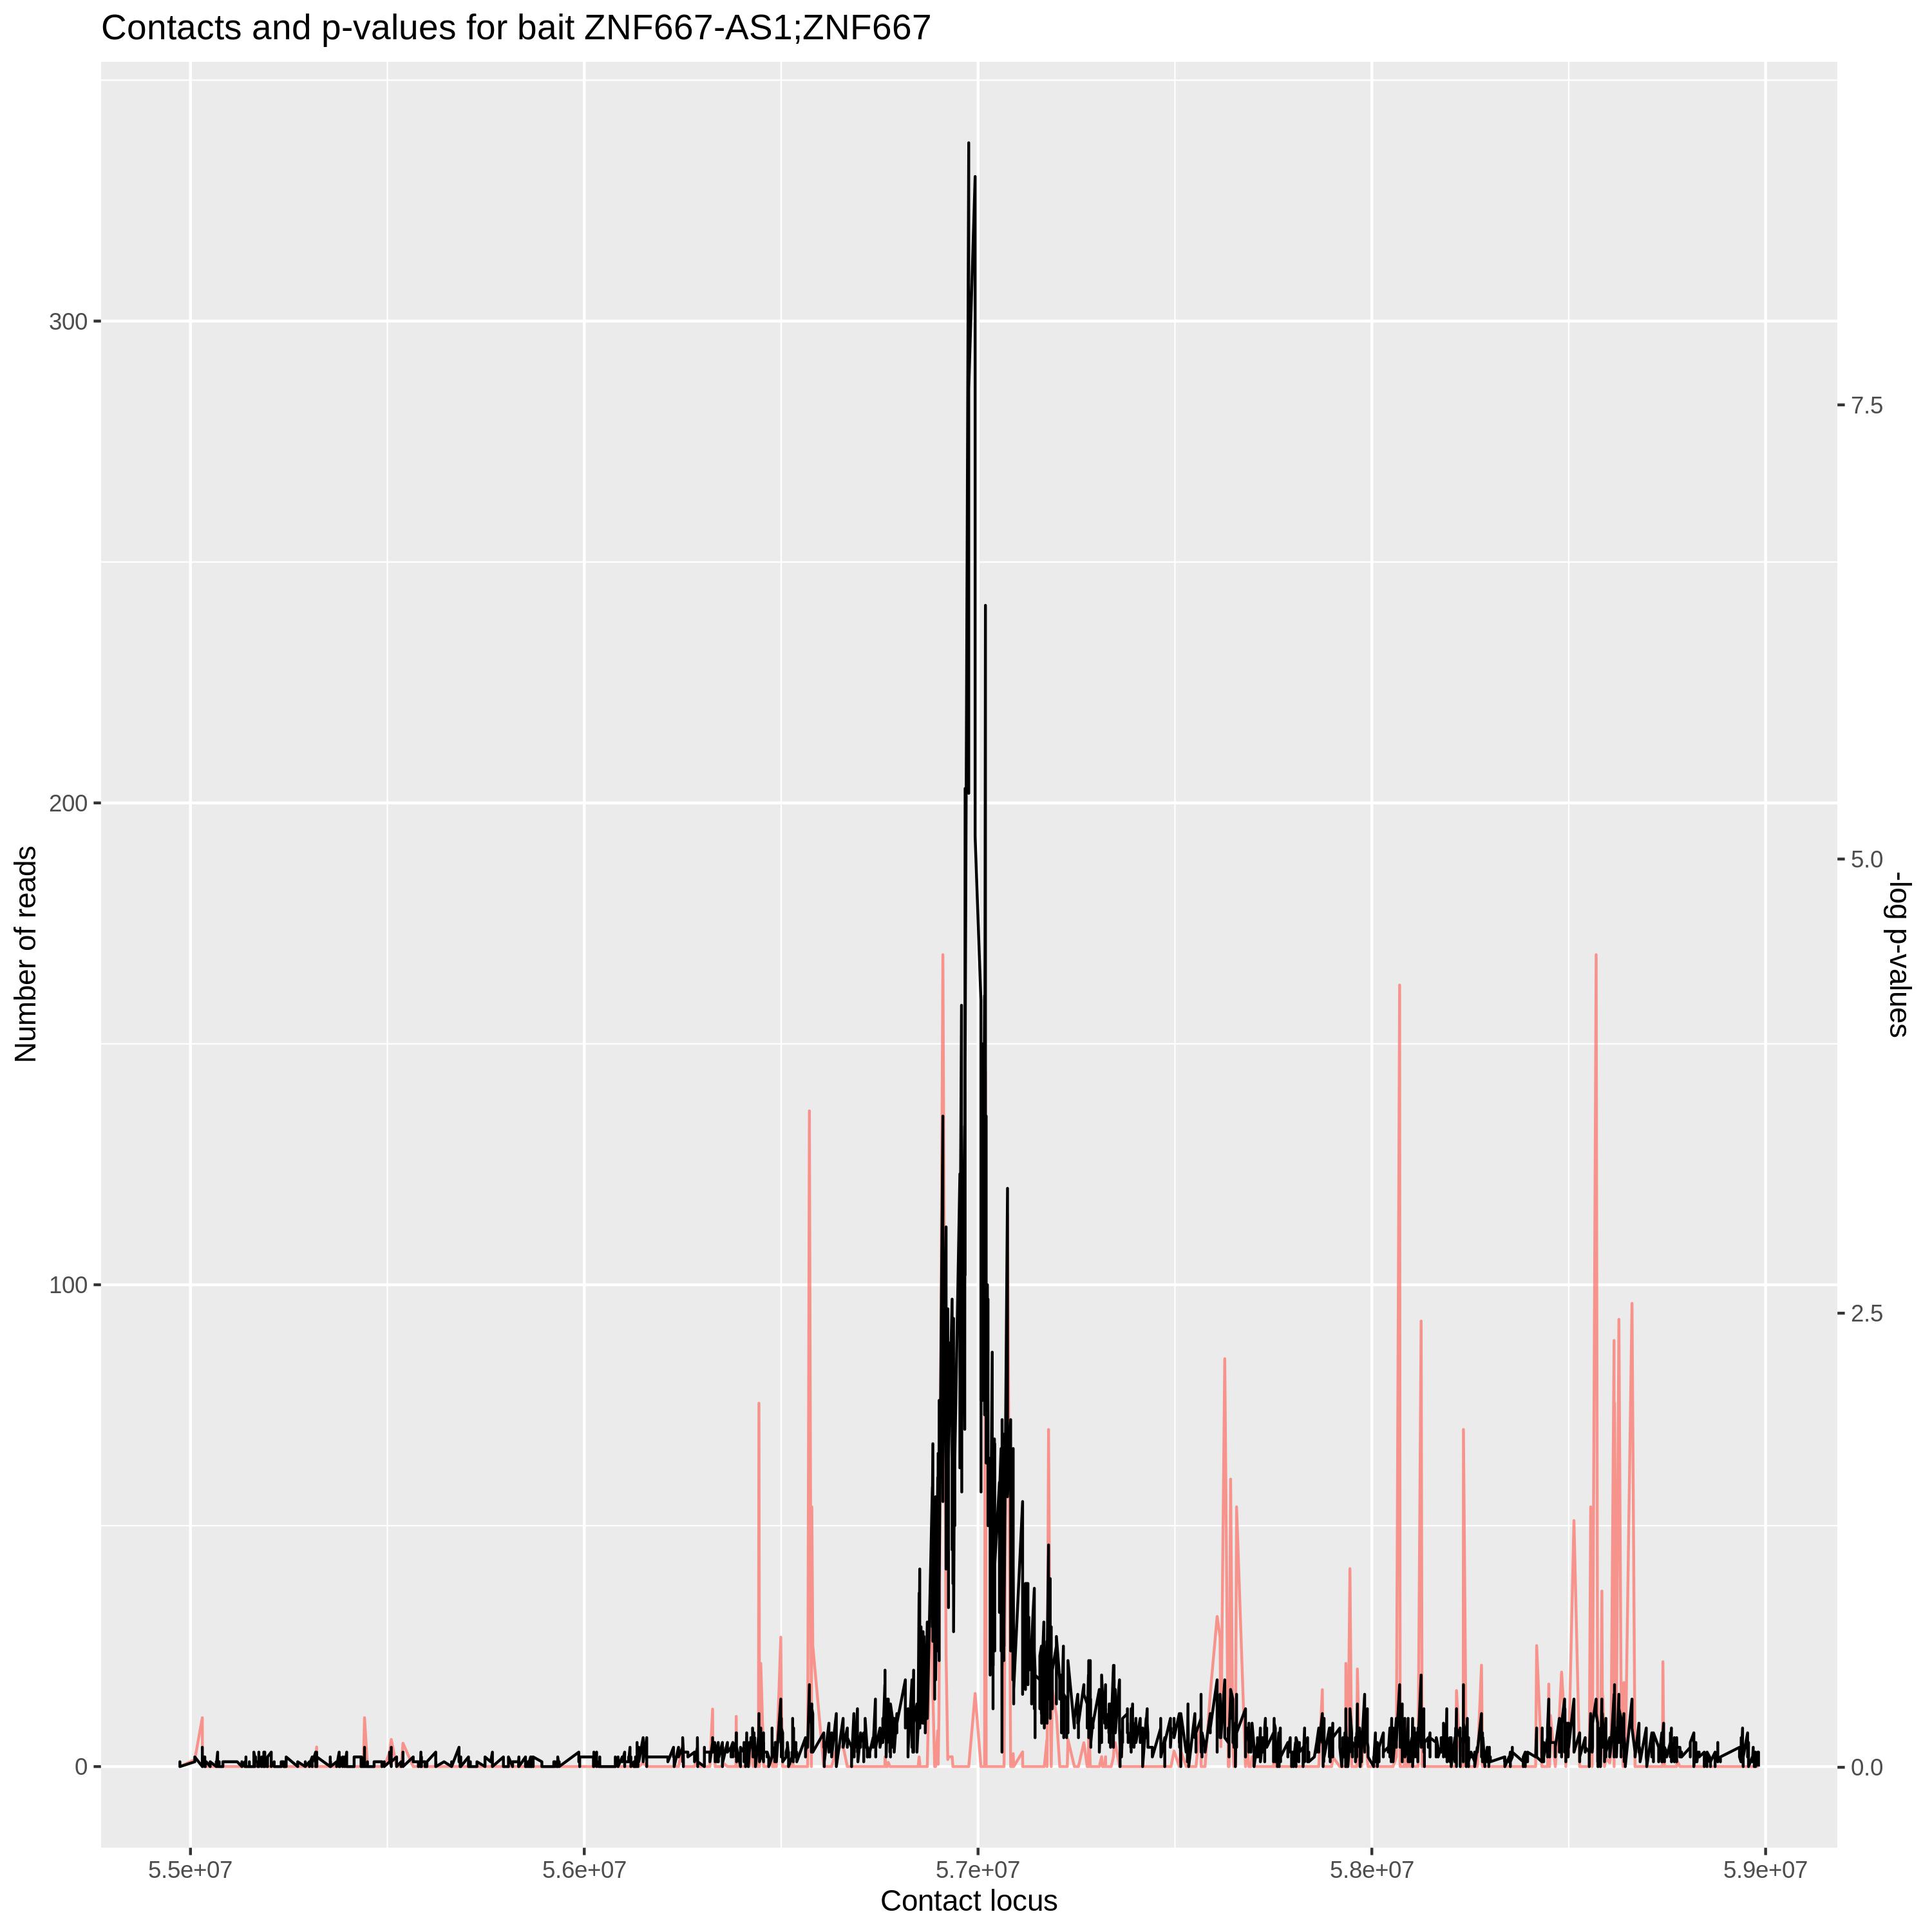 Contacts and p-values for bait ZNF667-AS1;ZNF667
300
200
100
0
Number of reads
7.5
5.0
2.5
0.0
-log p-values
5.5e+07
5.6e+07
5.7e+07
5.8e+07
5.9e+07
Contact locus